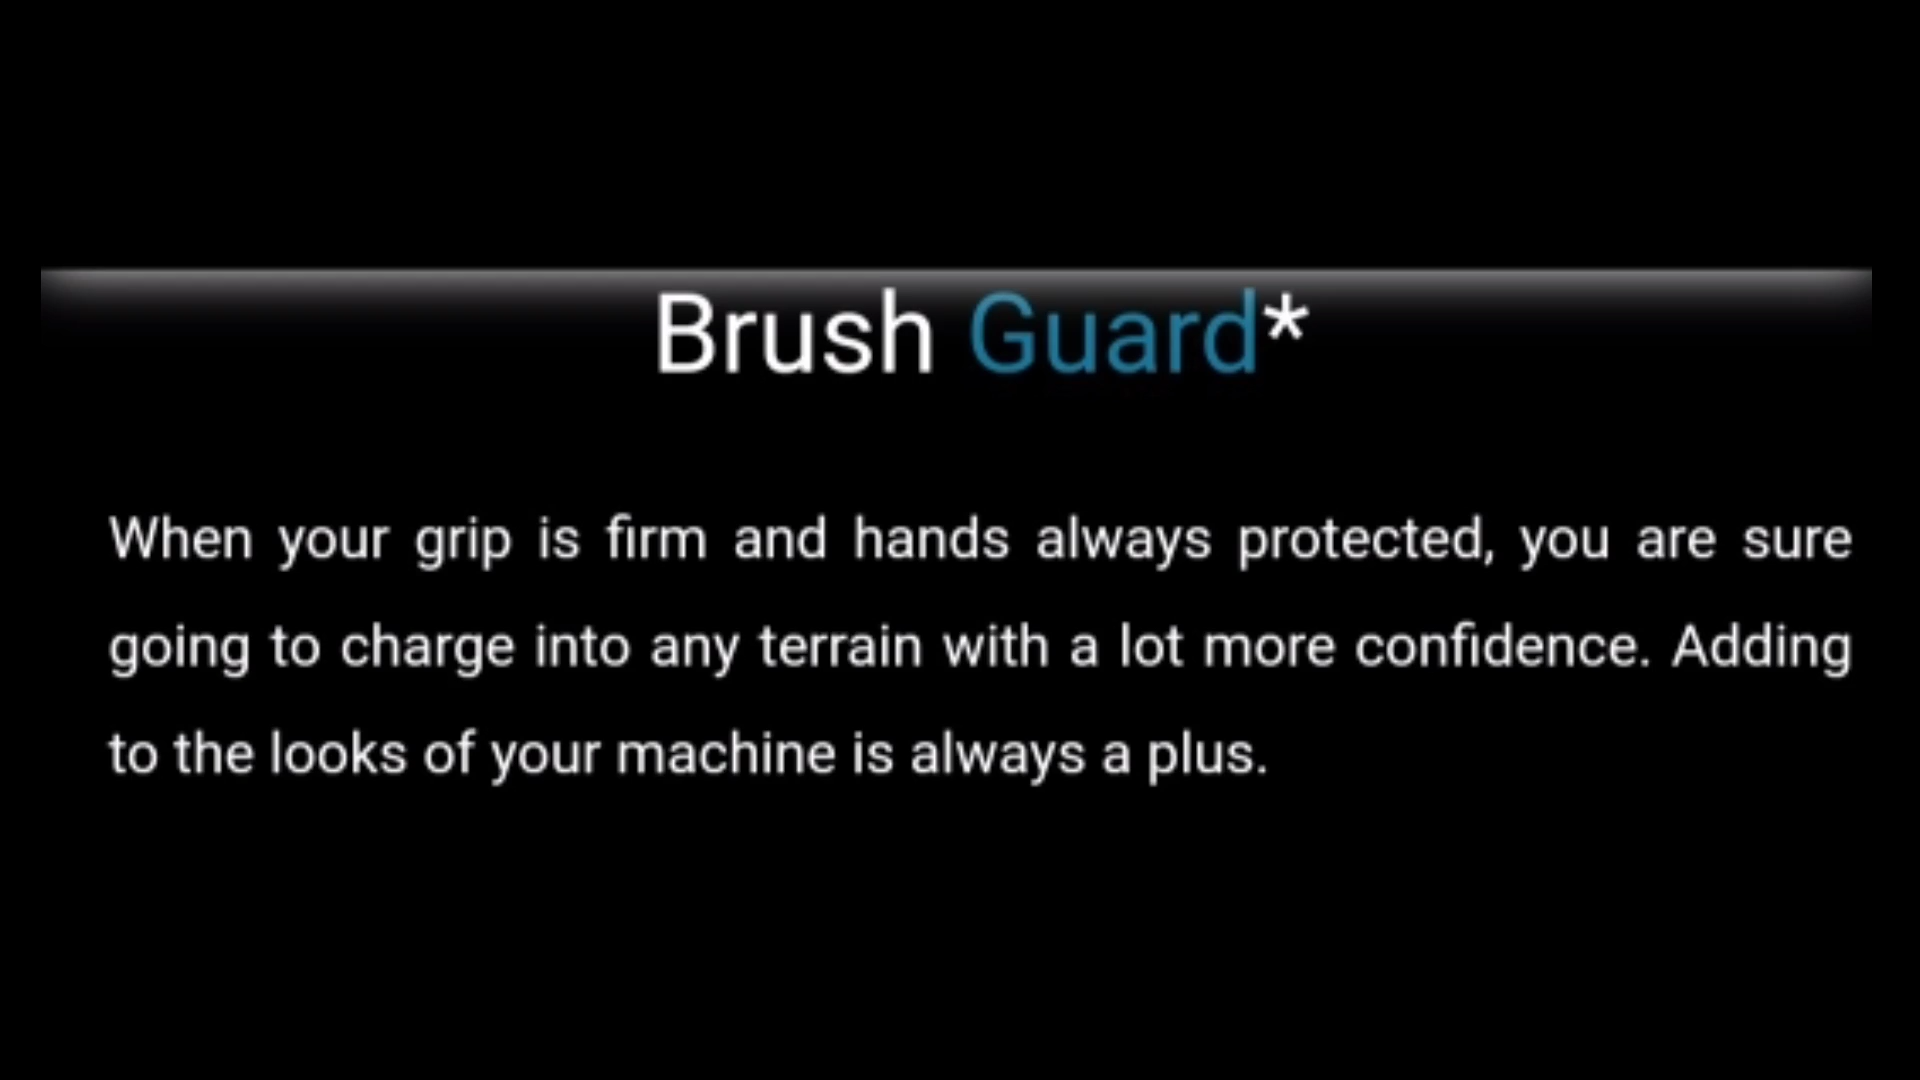 Brush Guard*
When your grip is firm and hands always protected, you are sure
going to charge into any terrain with a lot more confidence. Adding
to the looks of your machine is always a plus.